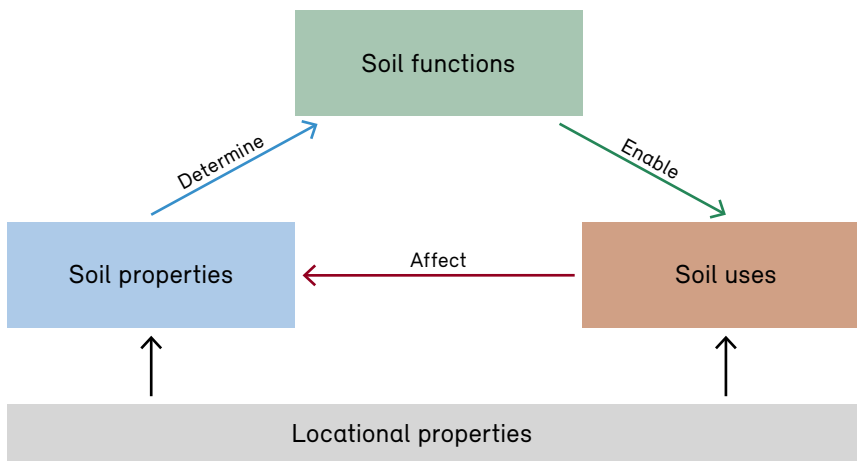 Soil functions
Determine
Enable
Soil properties
Affect
Soil uses
Locational properties